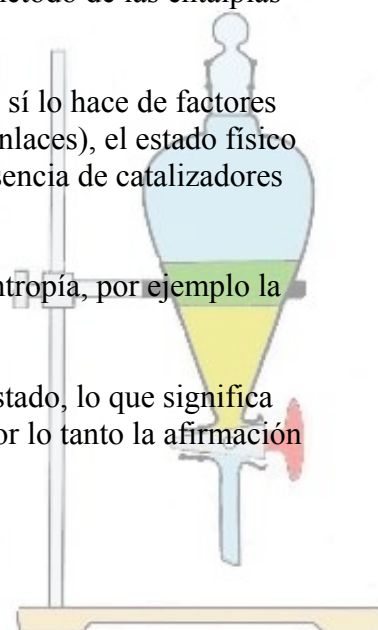 étodo de las entalpías
sí lo hace de factores
nlaces), el estado físico
sencia de catalizadores
ntropía, por ejemplo la
stado, lo que significa
or lo tanto la afirmación